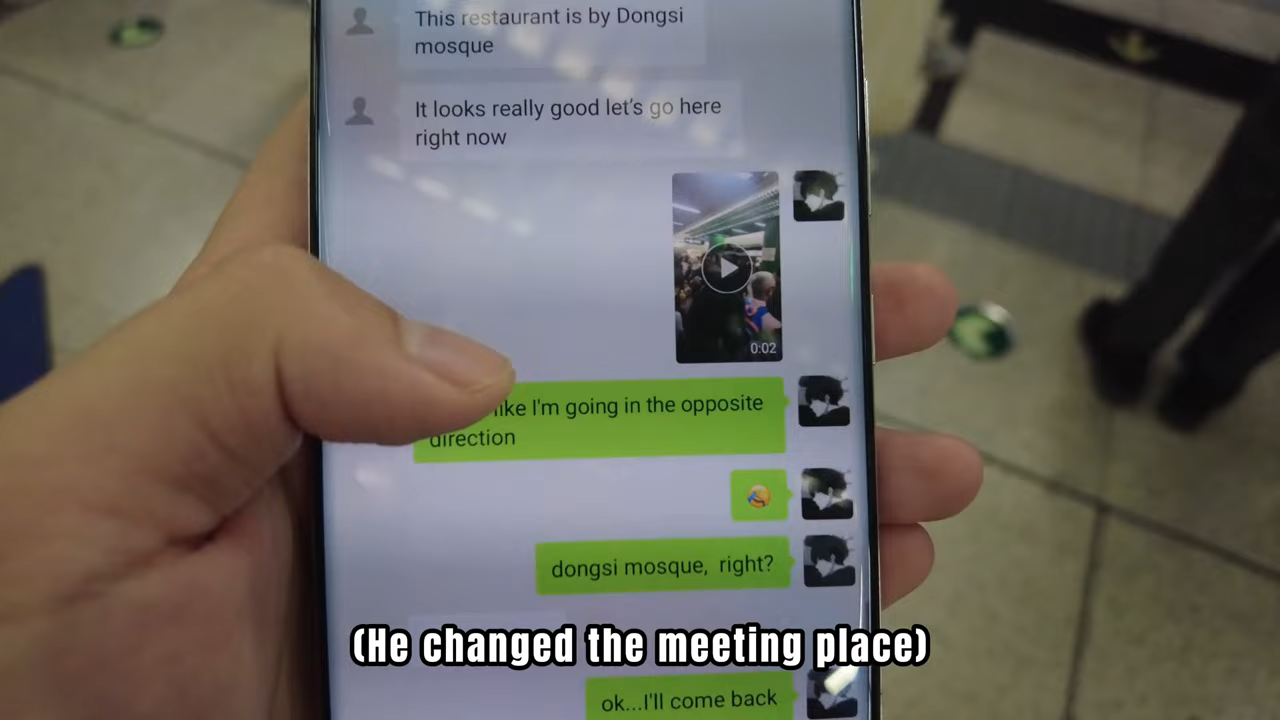 This restaurant is by Dongsi
mosque
It looks really good let's go here
right now
0:02
like I'm going in the opposite
direction
dongsi mosque, right?
(He changed the meeting place)
ok...I'll come back